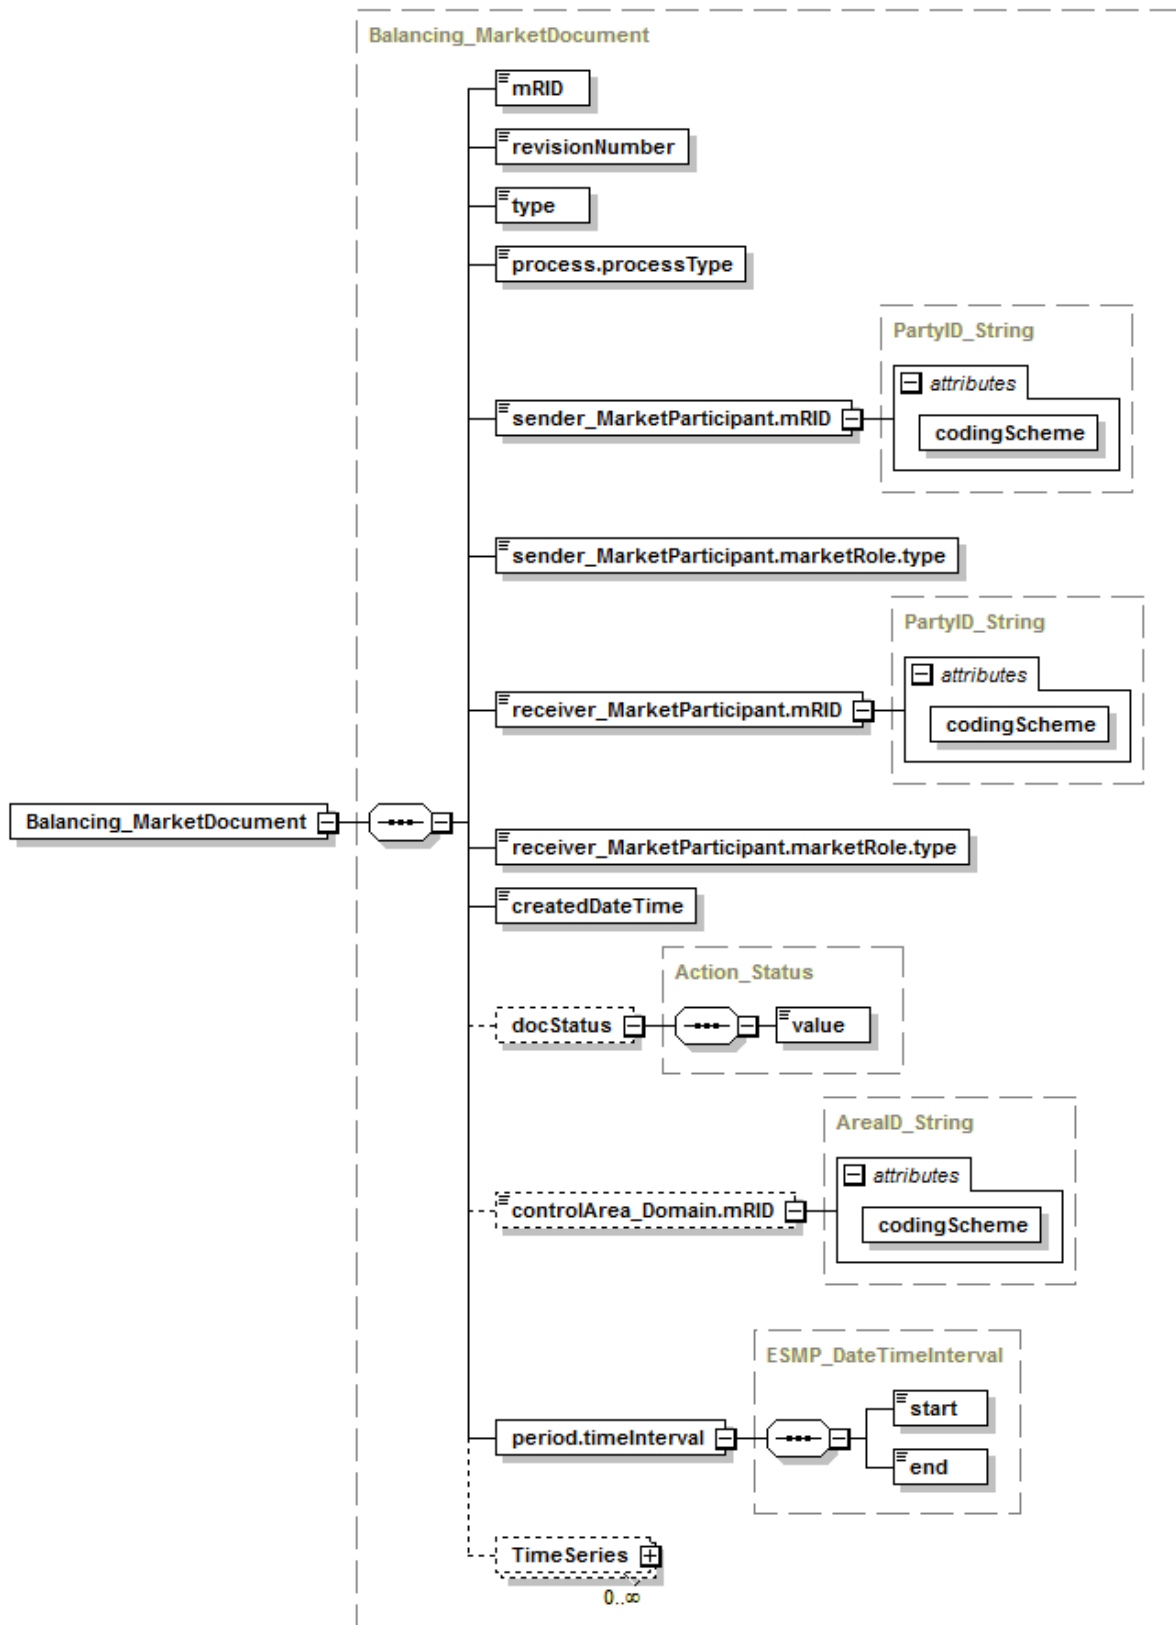 Balancing_MarketDocument
mRID
revisionNumber
type
process.processType
PartyID_String
attributes
sender_MarketParticipant.mRID
codingScheme
sender_MarketParticipant.marketRole.type
PartyID_String
attributes
receiver_MarketParticipant.mRID
codingScheme
Balancing_MarketDocument
receiver_MarketParticipant.marketRole.type
createdDateTime
Action_Status
docStatus
value
AreaID_String
attributes
controlArea_Domain.mRID
codingScheme
ESMP_DateTimeInterval
start
period.timeInterval
end
TimeSeries
0..∞